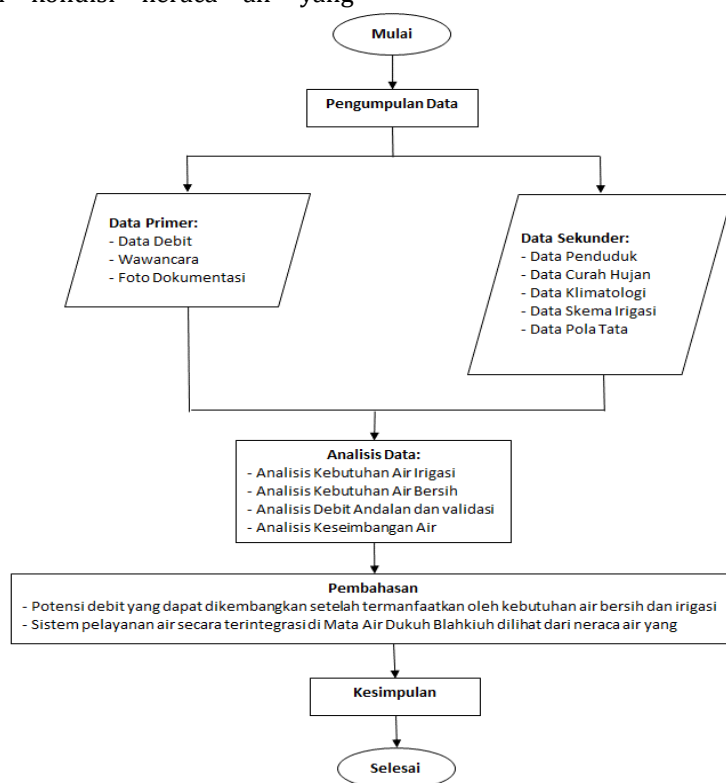 kondisi neraca air yang
Mulai
Pengumpulan Data
Data Primer:
- Data Debit
- Wawancara
- Foto Dokumentasi
Data Sekunder:
- Data Penduduk
- Data Curah Hujan
- Data Klimatologi
- Data Skema Irigasi
- Data Pola Tata
Analisis Data:
- Analisis Kebutuhan Air Irigasi
- Analisis Kebutuhan Air Bersih
- Analisis Debit Andalan dan validasi
- Analisis Keseimbangan Air
Pembahasan
- Potensi debit yang dapat dikembangkan setelah termanfaatkan oleh kebutuhan air bersih dan irigasi
- Sistem pelayanan air secara terintegrasi di Mata Air Dukuh Blahkiuh dilihat dari neraca air yang
Kesimpulan
Selesai